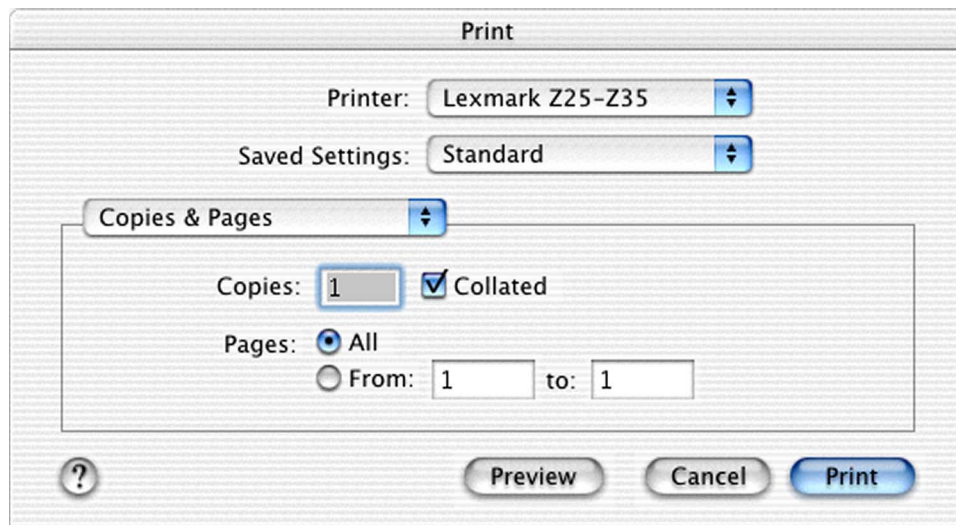 Print
Printer: Lexmark Z25-Z35
Saved Settings: Standard
Copies & Pages
Copies: 1 Collated
Pages: All
From: 1 to: 1
? Preview Cancel Print